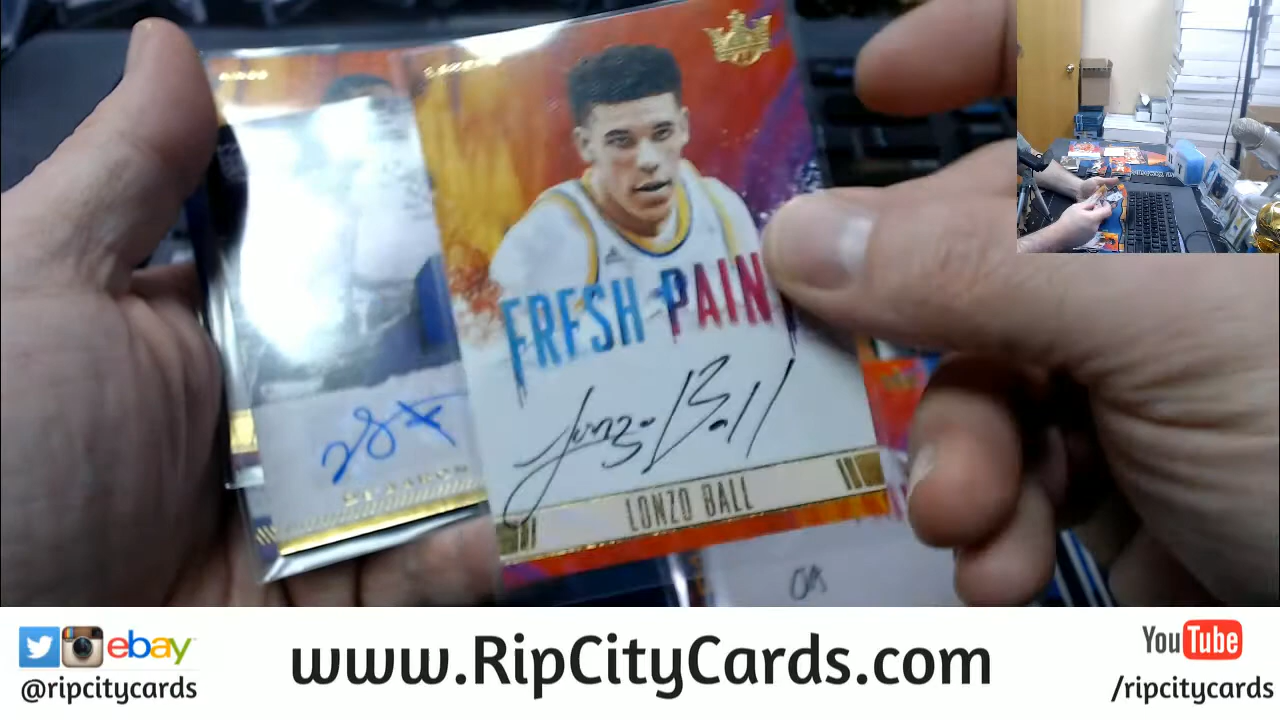 FRESH PAIN
Lonzo Ball
LONZO BALL
ebay
@ripcitycards
www.RipCityCards.com
YouTube
/ripcitycards